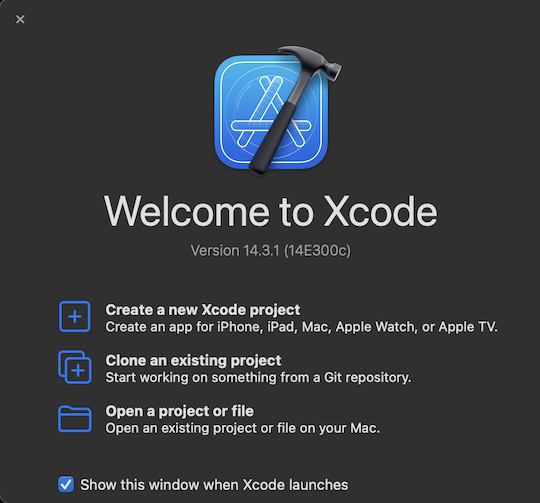 Welcome to Xcode
Version 14.3.1 (14E300c)
Create a new Xcode project
Create an app for iPhone, iPad, Mac, Apple Watch, or Apple TV.
Clone an existing project
Start working on something from a Git repository.
Open a project or file
Open an existing project or file on your Mac.
Show this window when Xcode launches